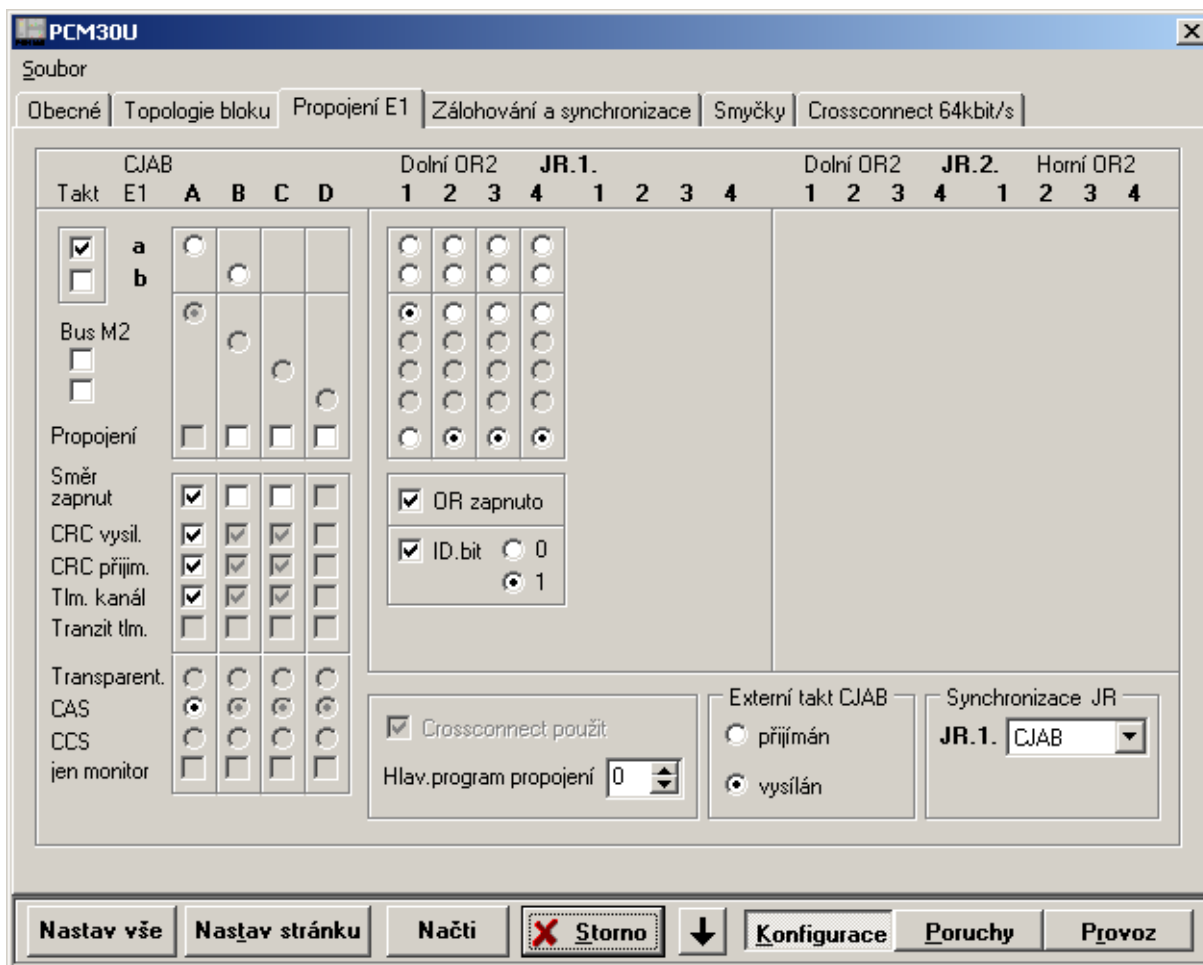 PCM30U
Soubor
Obecné Topologie bloku Propojení E1 Zálohování a synchronizace Smyčky Crossconnect 64kbit/s
CJAB Dolní OR2 JR.1. Dolní OR2 JR.2. Horní OR2
Takt E1 A B C D 1 2 3 4 1 2 3 4 1 2 3 4 1 2 3 4
a
b
Bus M2
Propojení
Směr
zapnut
OR zapnuto
CRC vysil.
ID.bit 0
CRC přijim.
1
Tlm. kanál
Tranzit tlm.
Transparent.
CAS
CCS
jen monitor
Crossconnect použit
Hlav.program propojení 0
Externí takt CJAB
přijímán
vysílán
Synchronizace JR
JR.1. CJAB
Nastav vše Nastav stránku Načti Storno Konfigurace Poruchy Provoz